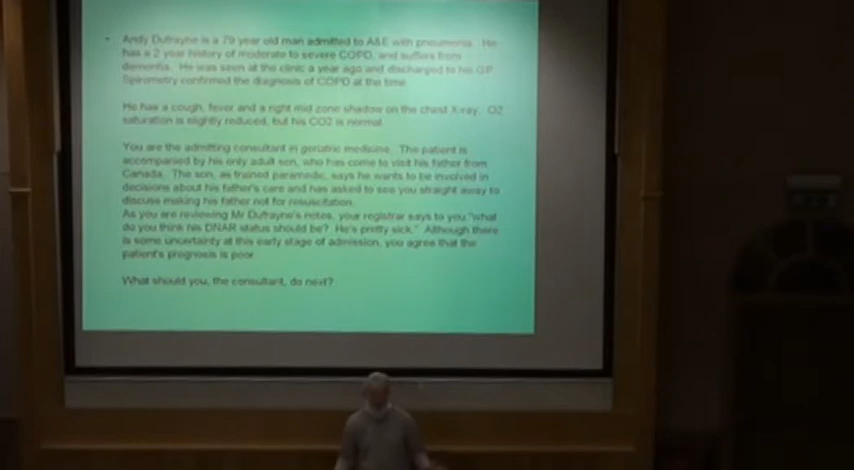 • Andy Dufrayne is a 79 year old man admitted to A&E with pneumonia. He
has a 2 year history of moderate to severe COPD, and suffers from
dementia. He was seen at the clinic a year ago and discharged to his GP.
Spirometry confirmed the diagnosis of COPD at the time.
He has a cough, fever and a right mid zone shadow on the chest X-ray. O2
saturation is slightly reduced, but his CO2 is normal.
You are the admitting consultant in geriatric medicine. The patient is
accompanied by his only adult son, who has come to visit his father from
Canada. The son, as trained paramedic, says he wants to be involved in
decisions about his father's care and has asked to see you straight away to
discuss making his father not for resuscitation.
As you are reviewing Mr Dufrayne's notes, your registrar says to you "what
do you think his DNAR status should be? He's pretty sick." Although there
is some uncertainty at this early stage of admission, you agree that the
patient's prognosis is poor.
What should you, the consultant, do next?